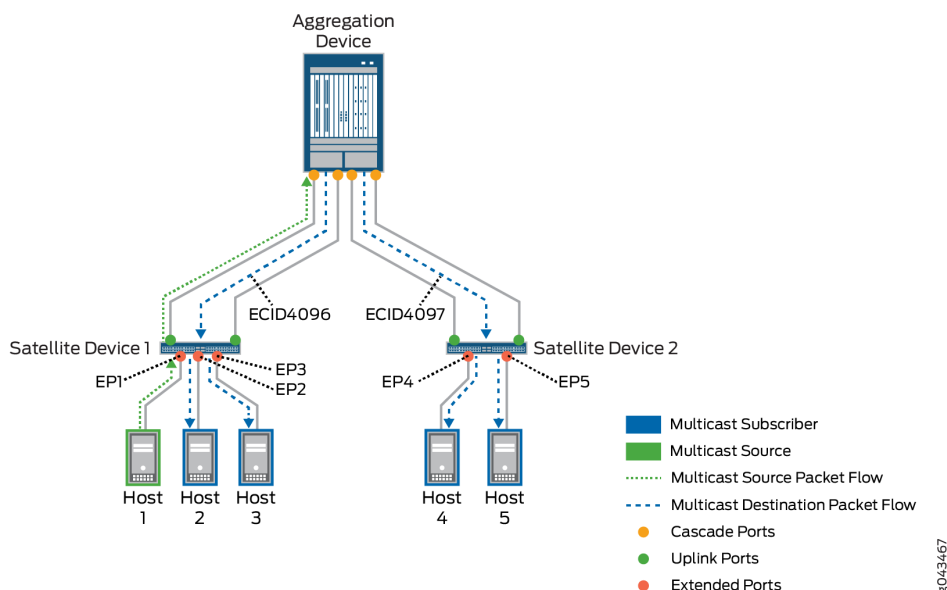 Aggregation
Device
ECID4096
ECID4097
Satellite Device 1
Satellite Device 2
EP1
EP3
EP2
EP4
EP5
Host
1
Host
2
Host
3
Host
4
Host
5
Multicast Subscriber
Multicast Source
Multicast Source Packet Flow
Multicast Destination Packet Flow
Cascade Ports
Uplink Ports
Extended Ports